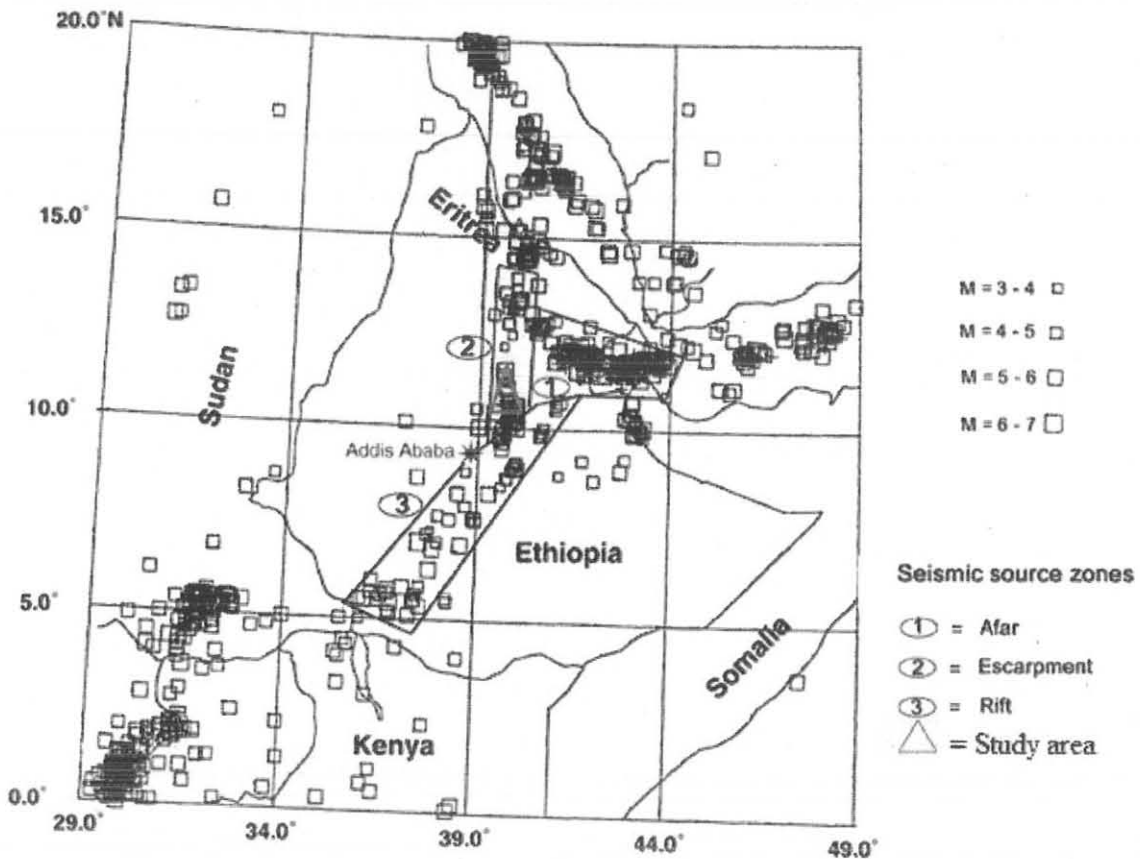 20.0°N
15.0°
10.0°
5.0°
0.0°
29.0°
34.0°
39.0°
44.0°
49.0°
Eritrea
Sudan
2
1
Addis Ababa
3
Ethiopia
Somalia
Kenya
M = 3 - 4
M = 4 - 5
M = 5 - 6
M = 6 - 7
Seismic source zones
1 = Afar
2 = Escarpment
3 = Rift
= Study area